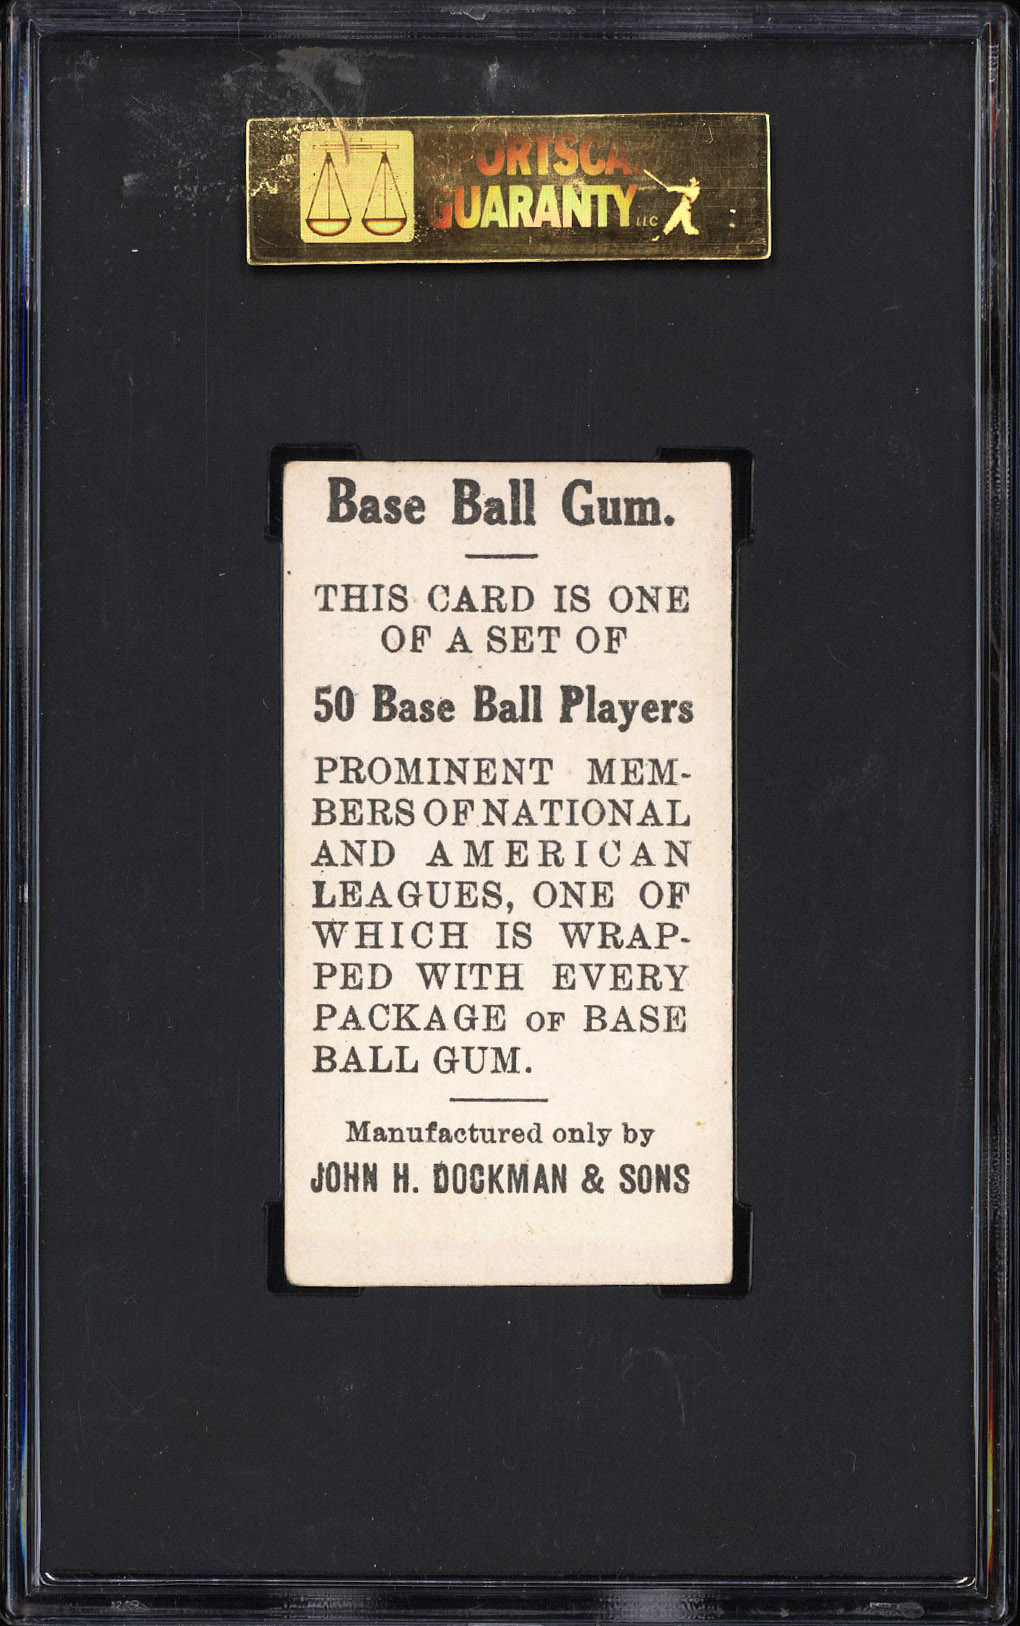 SPORTSCARD
GUARANTY LLC
Base Ball Gum.
THIS CARD IS ONE
OF A SET OF
50 Base Ball Players
PROMINENT MEM-
BERS OF NATIONAL
AND AMERICAN
LEAGUES, ONE OF
WHICH IS WRAP-
PED WITH EVERY
PACKAGE OF BASE
BALL GUM.
Manufactured only by
JOHN H. DOCKMAN & SONS